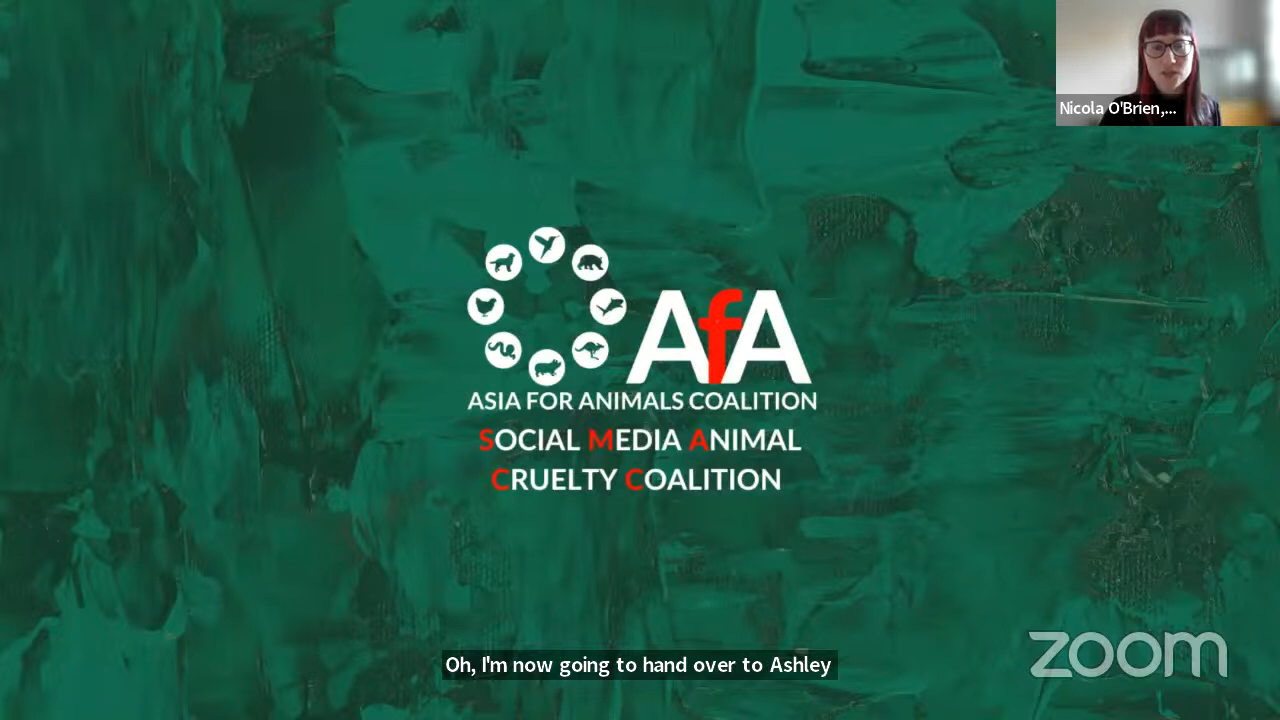 Nicola O'Brien,...
AfA
ASIA FOR ANIMALS COALITION
SOCIAL MEDIA ANIMAL
CRUELTY COALITION
Oh, I'm now going to hand over to Ashley
zoom